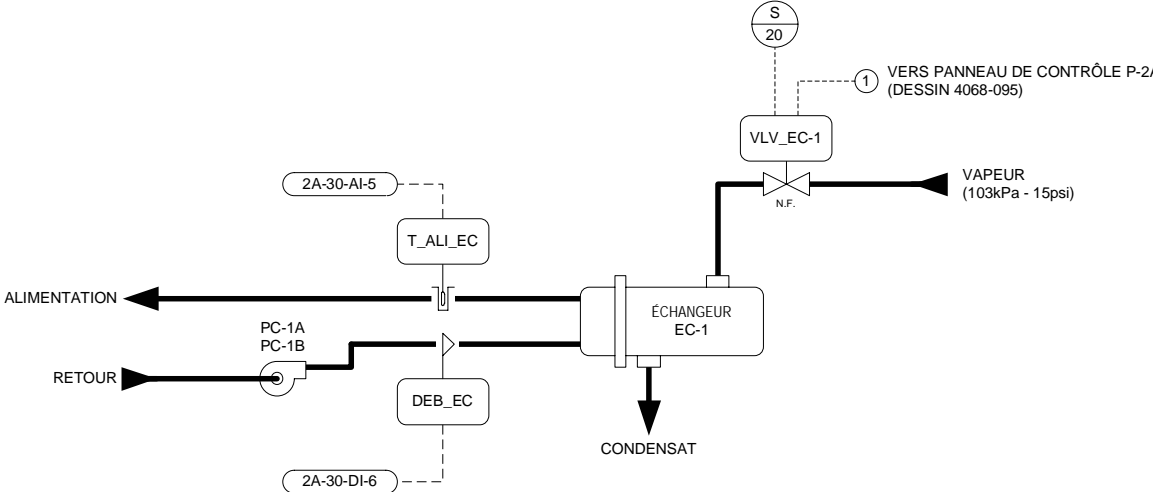 S
20
1
VERS PANNEAU DE CONTRÔLE P-2A
(DESSIN 4068-095)
VLV_EC-1
2A-30-AI-5
VAPEUR
(103kPa - 15psi)
N.F.
T_ALI_EC
ALIMENTATION
ÉCHANGEUR
EC-1
PC-1A
PC-1B
RETOUR
DEB_EC
CONDENSAT
2A-30-DI-6